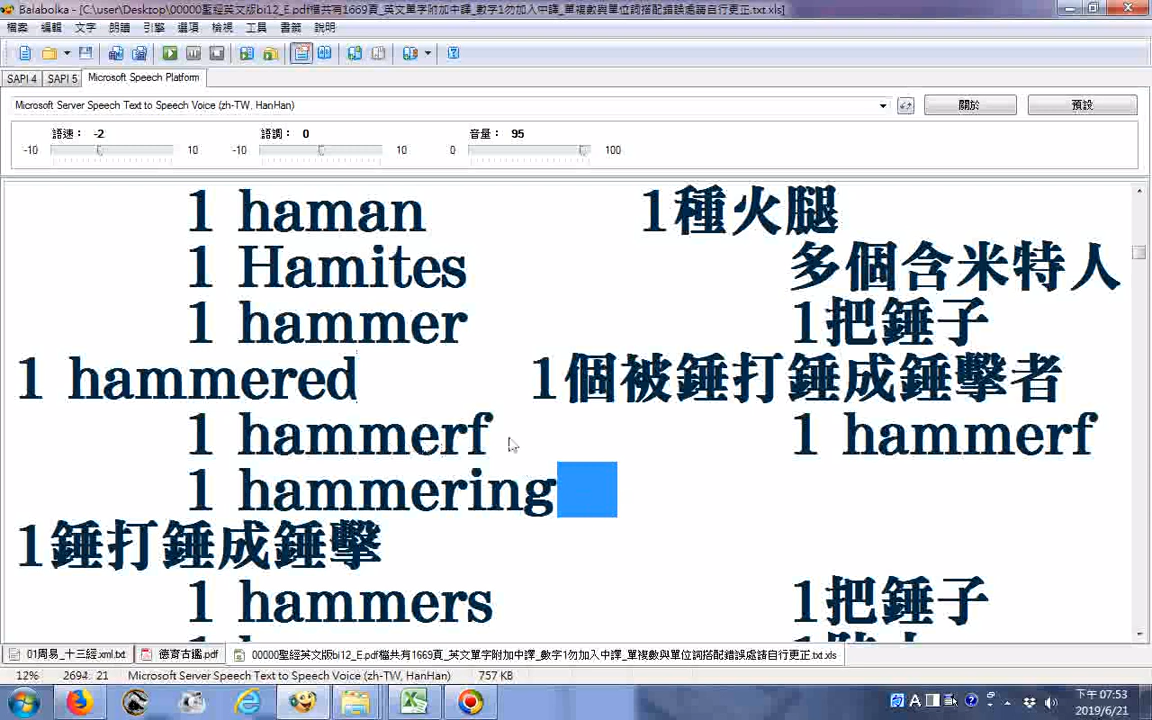 Balabolka - [C:\user\Desktop\00000聖經英文版bi12_E.pdf檔共有1669頁_英文單字附加中譯_數字1勿加入中譯_單複數與單位詞搭配錯誤處請自行更正.txt.xls]
檔案 編輯 文字 朗讀 引擎 選項 檢視 工具 書籤 說明
SAPI 4 SAPI 5 Microsoft Speech Platform
Microsoft Server Speech Text to Speech Voice (zh-TW, HanHan) 關於 預設
語速: -2 語調: 0 音量: 95
-10 10 -10 10 0 100
1 haman 1種火腿
1 Hamites 多個含米特人
1 hammer 1把錘子
1 hammered 1個被錘打錘成錘擊者
1 hammerf 1 hammerf
1 hammering
1錘打錘成錘擊
1 hammers 1把錘子
01周易_十三經.xml.txt 德育古鑑.pdf 00000聖經英文版bi12_E.pdf檔共有1669頁_英文單字附加中譯_數字1勿加入中譯_單複數與單位詞搭配錯誤處請自行更正.txt.xls
12% 2694: 21 Microsoft Server Speech Text to Speech Voice (zh-TW, HanHan) 757 KB
下午 07:53
2019/6/21